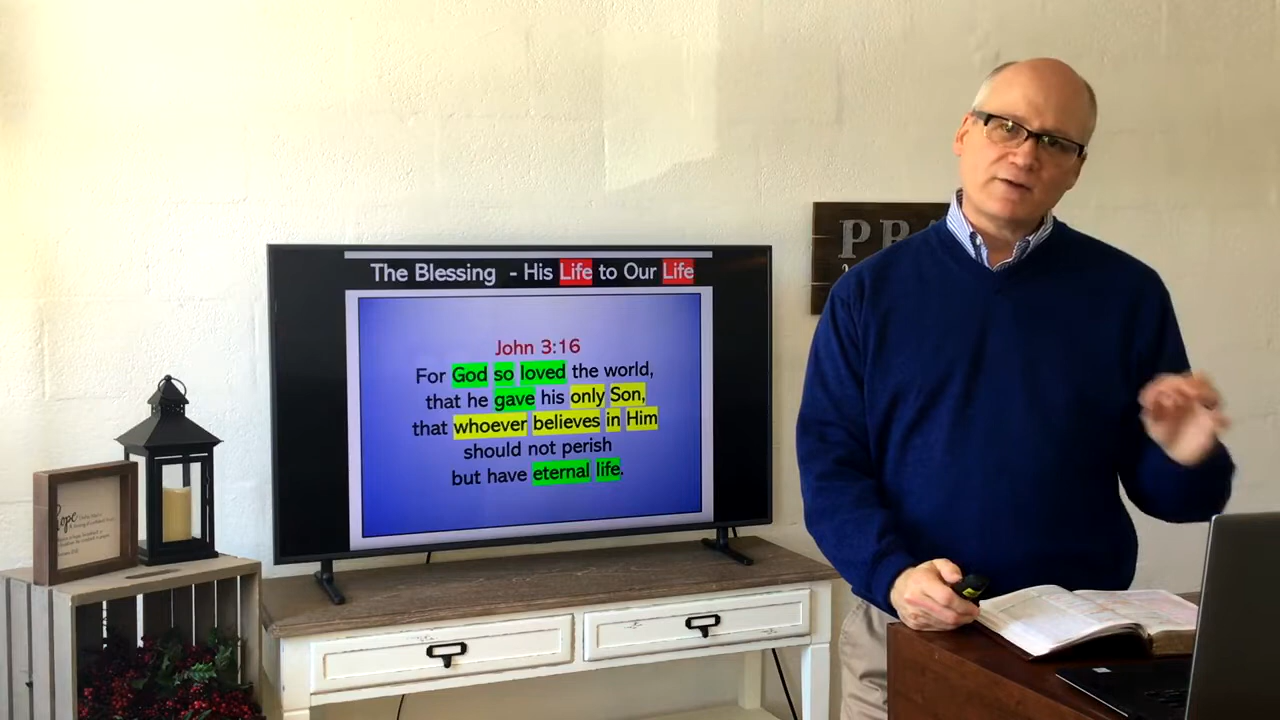 The Blessing - His Life to Our Life
John 3:16
For God so loved the world,
that he gave his only Son,
that whoever believes in Him
should not perish
but have eternal life.